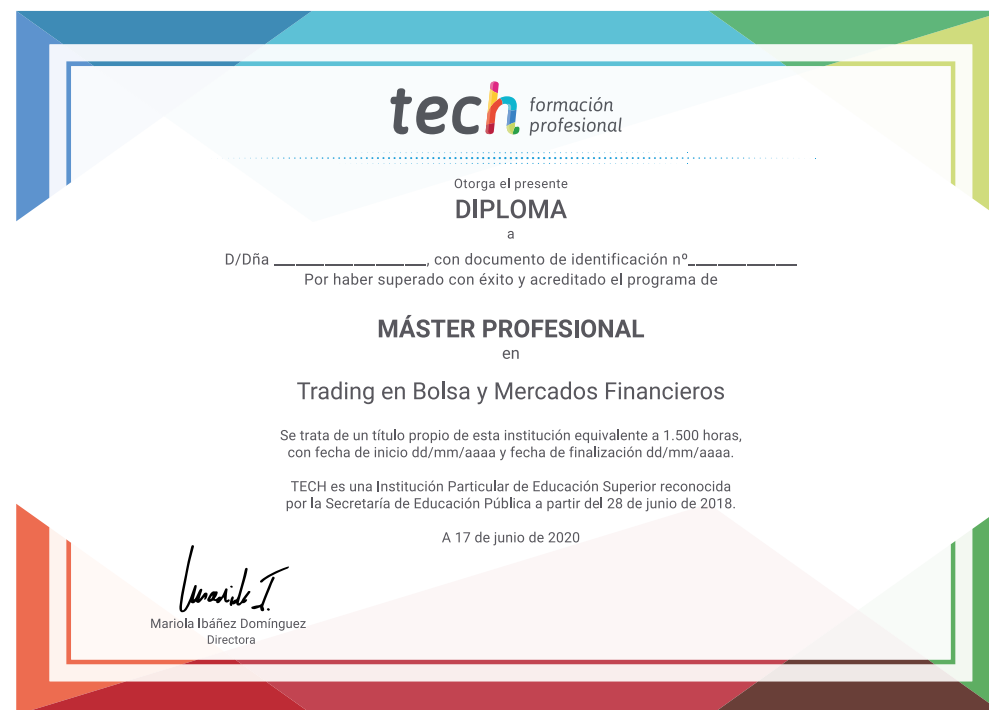 tech formación
profesional
Otorga el presente
DIPLOMA
a
D/Dña ______________, con documento de identificación nº__________
Por haber superado con éxito y acreditado el programa de
MÁSTER PROFESIONAL
en
Trading en Bolsa y Mercados Financieros
Se trata de un título propio de esta institución equivalente a 1.500 horas,
con fecha de inicio dd/mm/aaaa y fecha de finalización dd/mm/aaaa.
TECH es una Institución Particular de Educación Superior reconocida
por la Secretaría de Educación Pública a partir del 28 de junio de 2018.
A 17 de junio de 2020
Mariola Ibáñez Domínguez
Directora